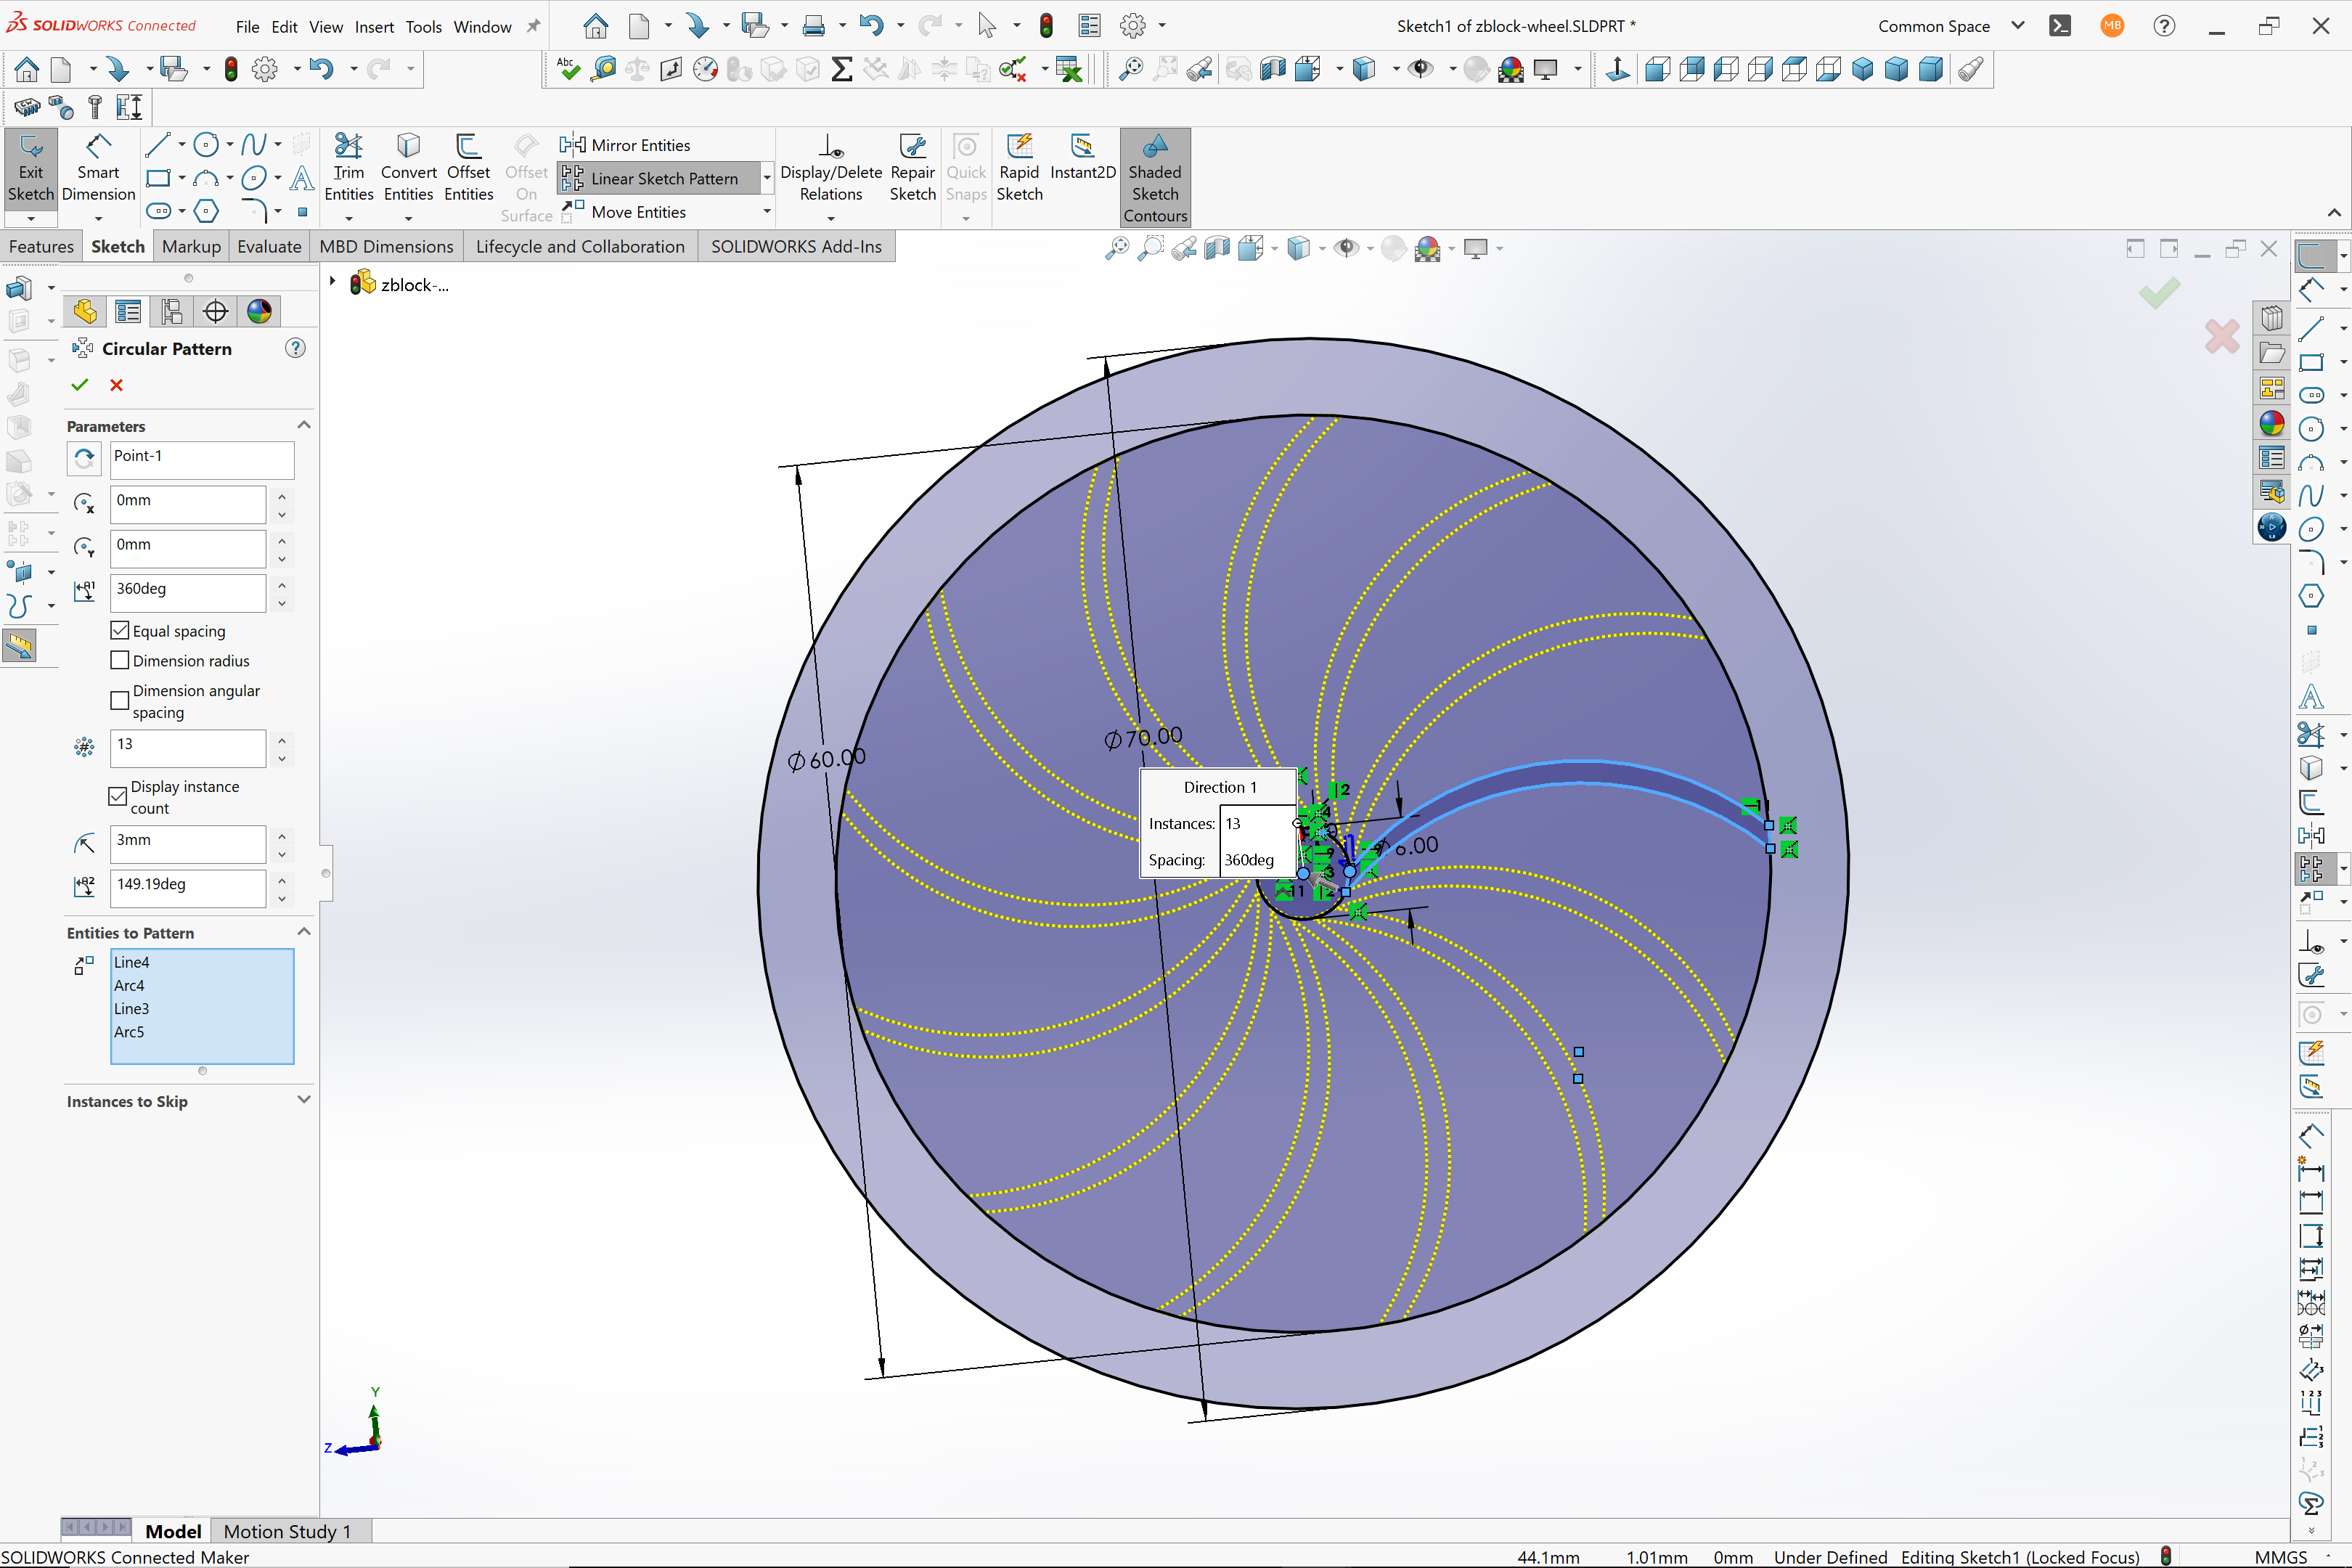 SOLIDWORKS Connected
File Edit View Insert Tools Window
Sketch1 of zblock-wheel.SLDPRT *
Common Space
MB
Abc
Exit Sketch
Smart Dimension
Trim Entities
Convert Entities
Offset Entities
Offset On Surface
Mirror Entities
Linear Sketch Pattern
Move Entities
Display/Delete Relations
Repair Sketch
Quick Snaps
Rapid Sketch
Instant2D
Shaded Sketch Contours
Features Sketch Markup Evaluate MBD Dimensions Lifecycle and Collaboration SOLIDWORKS Add-Ins
zblock-...
Circular Pattern
Parameters
Point-1
0mm
0mm
360deg
Equal spacing
Dimension radius
Dimension angular
spacing
13
Display instance
count
3mm
149.19deg
Entities to Pattern
Line4
Arc4
Line3
Arc5
Instances to Skip
∅60.00
∅70.00
6.00
Direction 1
Instances: 13
Spacing: 360deg
Y
Z
Model Motion Study 1
SOLIDWORKS Connected Maker
44.1mm 1.01mm 0mm Under Defined Editing Sketch1 (Locked Focus) MMGS